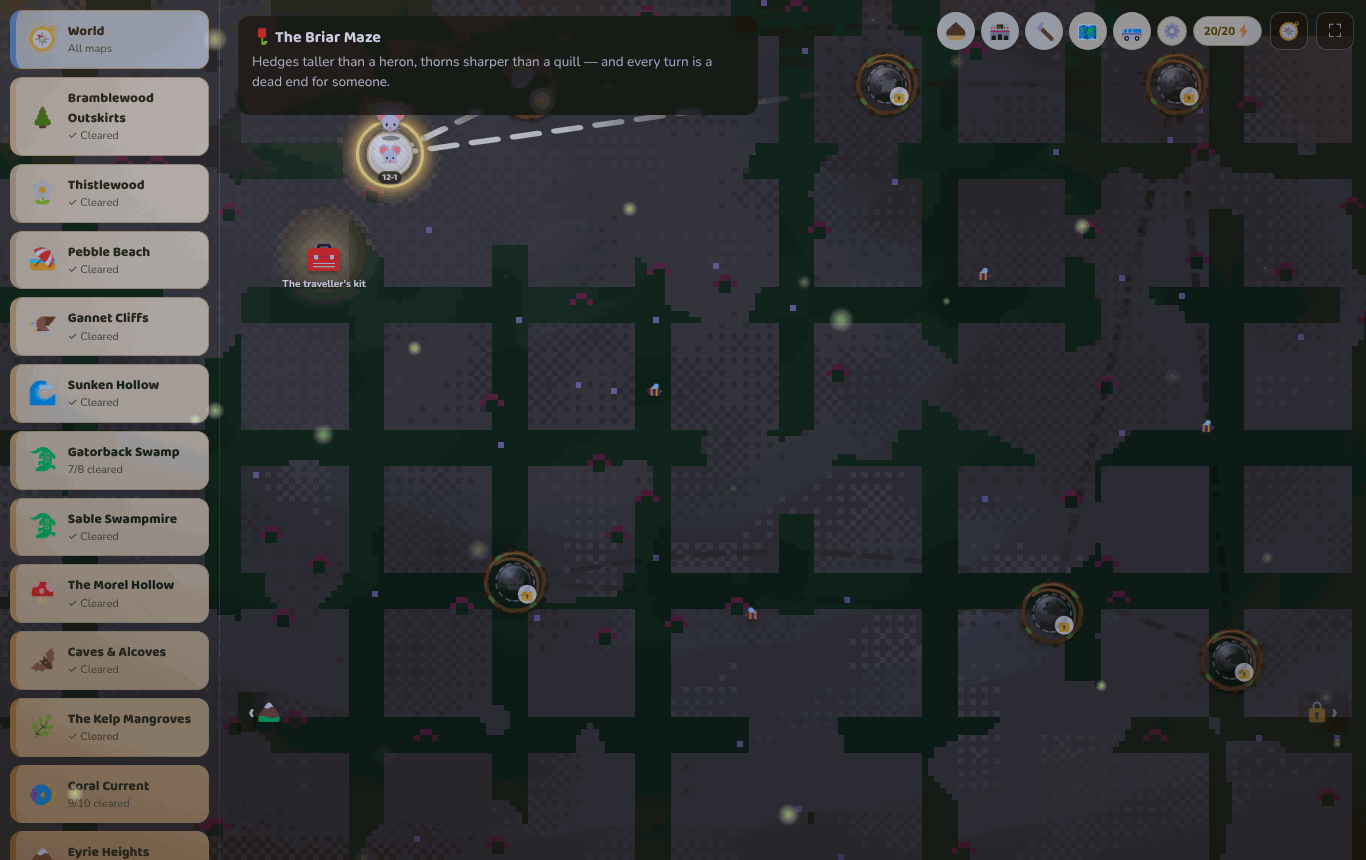 World
All maps
Bramblewood
Outskirts
✓ Cleared
Thistlewood
✓ Cleared
Pebble Beach
✓ Cleared
Gannet Cliffs
✓ Cleared
Sunken Hollow
✓ Cleared
Gatorback Swamp
7/8 cleared
Sable Swampmire
✓ Cleared
The Morel Hollow
✓ Cleared
Caves & Alcoves
✓ Cleared
The Kelp Mangroves
✓ Cleared
Coral Current
9/10 cleared
Eyrie Heights
The Briar Maze
Hedges taller than a heron, thorns sharper than a quill — and every turn is a
dead end for someone.
20/20
12-1
The traveller's kit